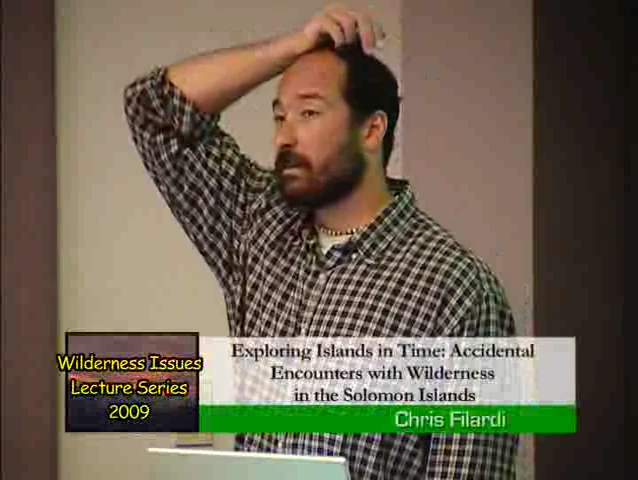 Wilderness Issues
Lecture Series
2009
Exploring Islands in Time: Accidental
Encounters with Wilderness
in the Solomon Islands
Chris Filardi